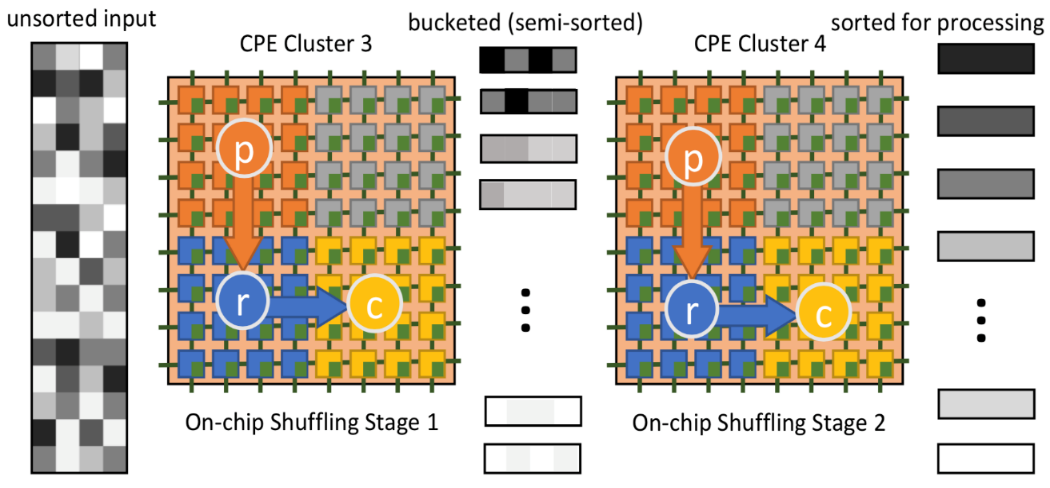 unsorted input
bucketed (semi-sorted)
sorted for processing
CPE Cluster 3
CPE Cluster 4
p
p
r
c
r
c
On-chip Shuffling Stage 1
On-chip Shuffling Stage 2